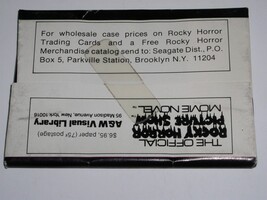 For wholesale case prices on Rocky Horror
Trading Cards and a Free Rocky Horror
Merchandise catalog send to: Seagate Dist., P.O.
Box 5, Parkville Station, Brooklyn N.Y. 11204
THE OFFICIAL
ROCKY HORROR
PICTURE SHOW
MOVIE NOVEL
$6.95, paper (75¢ postage)
A&W Visual Library
95 Madison Avenue, New York 10016